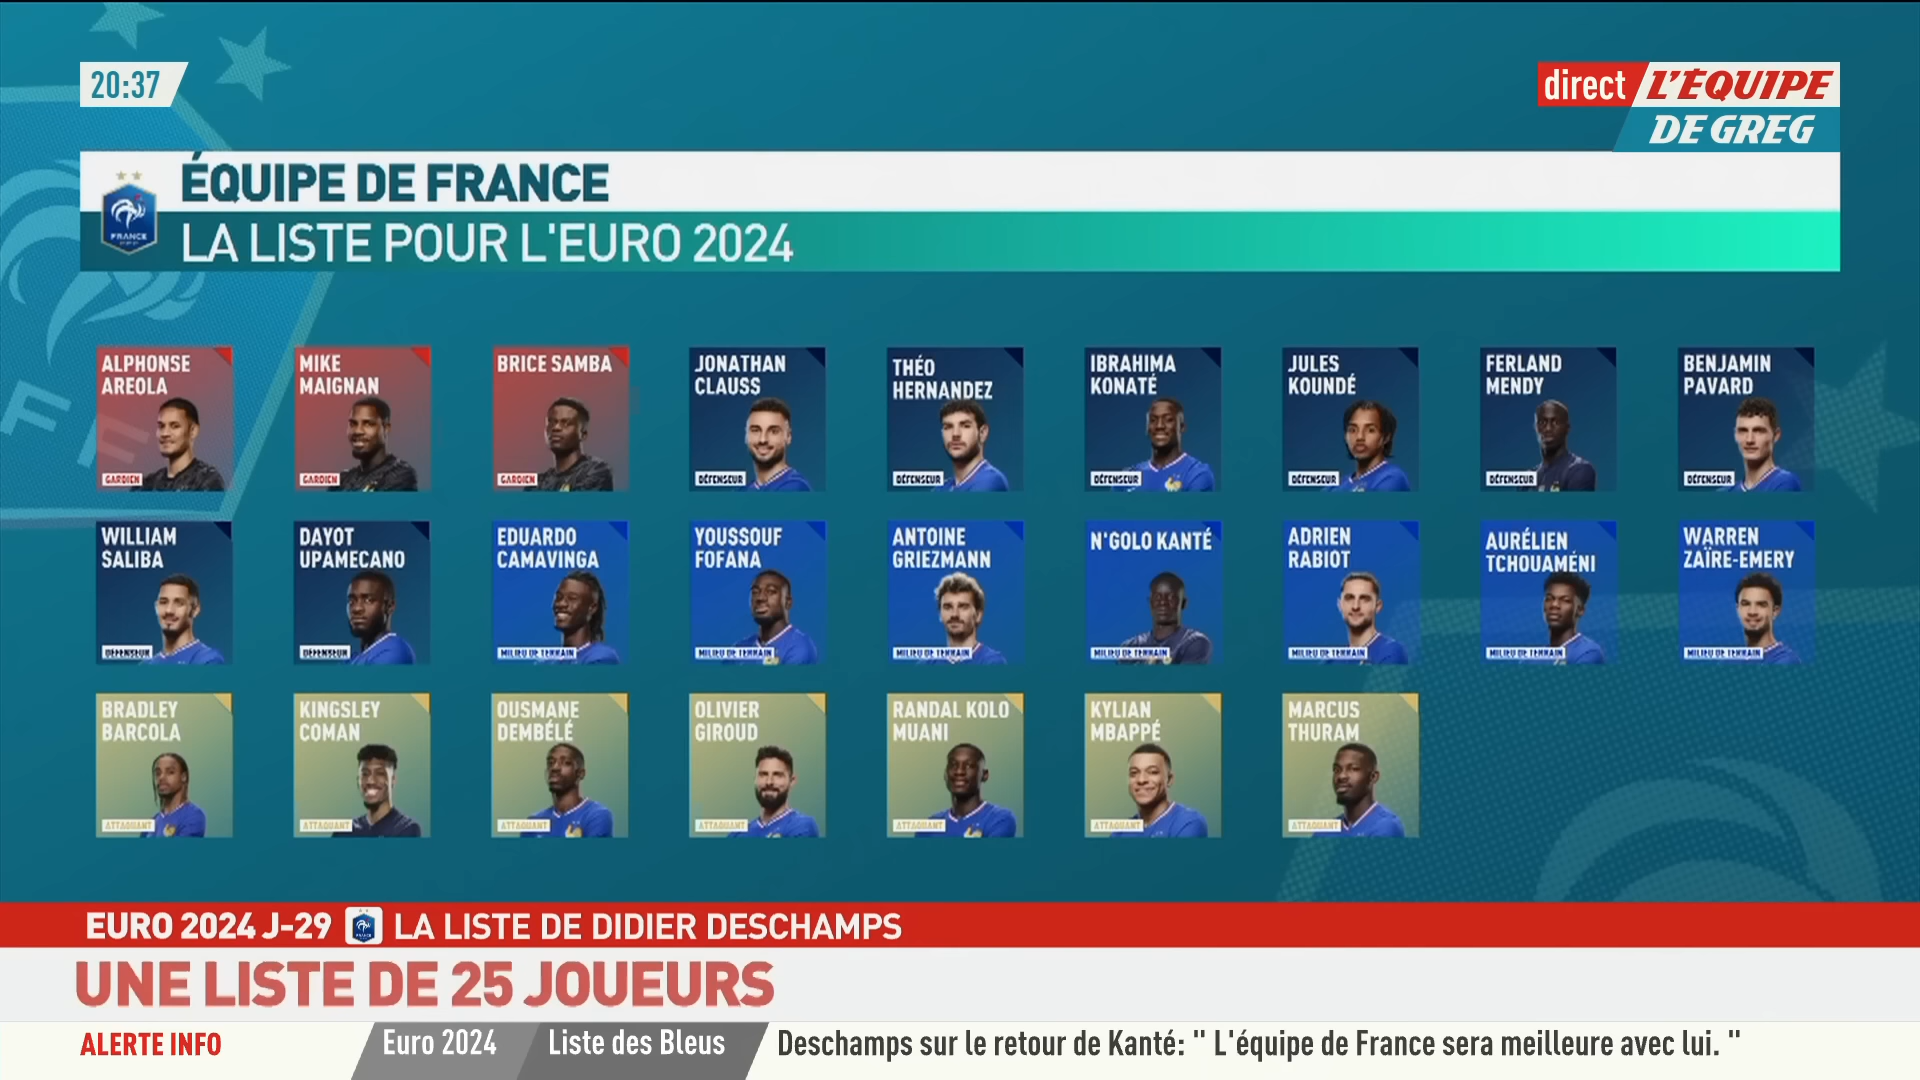 20:37
direct L'ÉQUIPE
DE GREG
ÉQUIPE DE FRANCE
FRANCE
LA LISTE POUR L'EURO 2024
ALPHONSE
AREOLA
GARDIEN
MIKE
MAIGNAN
GARDIEN
BRICE SAMBA
GARDIEN
JONATHAN
CLAUSS
DÉFENSEUR
THÉO
HERNANDEZ
DÉFENSEUR
IBRAHIMA
KONATÉ
DÉFENSEUR
JULES
KOUNDÉ
DÉFENSEUR
FERLAND
MENDY
DÉFENSEUR
BENJAMIN
PAVARD
DÉFENSEUR
WILLIAM
SALIBA
DÉFENSEUR
DAYOT
UPAMECANO
DÉFENSEUR
EDUARDO
CAMAVINGA
MILIEU DE TERRAIN
YOUSSOUF
FOFANA
MILIEU DE TERRAIN
ANTOINE
GRIEZMANN
MILIEU DE TERRAIN
N'GOLO KANTÉ
MILIEU DE TERRAIN
ADRIEN
RABIOT
MILIEU DE TERRAIN
AURÉLIEN
TCHOUAMÉNI
MILIEU DE TERRAIN
WARREN
ZAÏRE-EMERY
MILIEU DE TERRAIN
BRADLEY
BARCOLA
ATTAQUANT
KINGSLEY
COMAN
ATTAQUANT
OUSMANE
DEMBÉLÉ
ATTAQUANT
OLIVIER
GIROUD
ATTAQUANT
RANDAL KOLO
MUANI
ATTAQUANT
KYLIAN
MBAPPÉ
ATTAQUANT
MARCUS
THURAM
ATTAQUANT
EURO 2024 J-29 LA LISTE DE DIDIER DESCHAMPS
UNE LISTE DE 25 JOUEURS
ALERTE INFO Euro 2024 Liste des Bleus Deschamps sur le retour de Kanté: " L'équipe de France sera meilleure avec lui. "